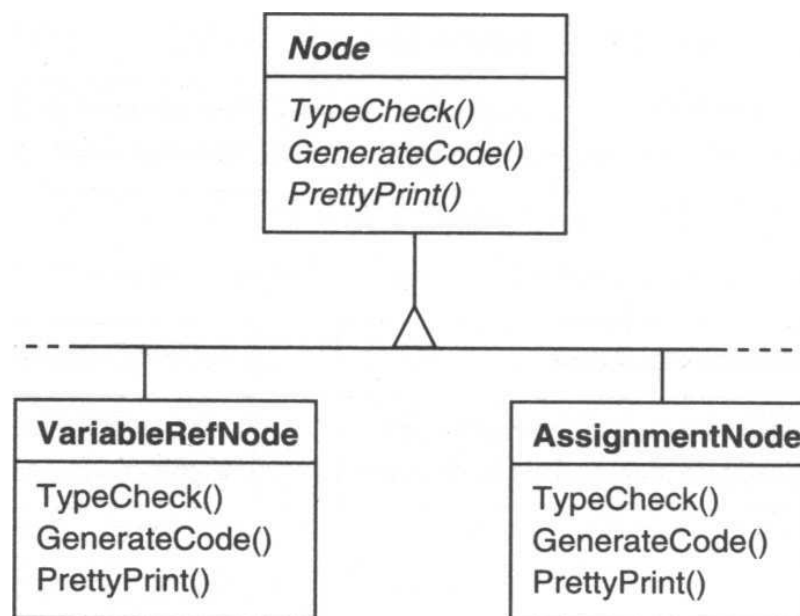 Node
TypeCheck()
GenerateCode()
PrettyPrint()
VariableRefNode
TypeCheck()
GenerateCode()
PrettyPrint()
AssignmentNode
TypeCheck()
GenerateCode()
PrettyPrint()